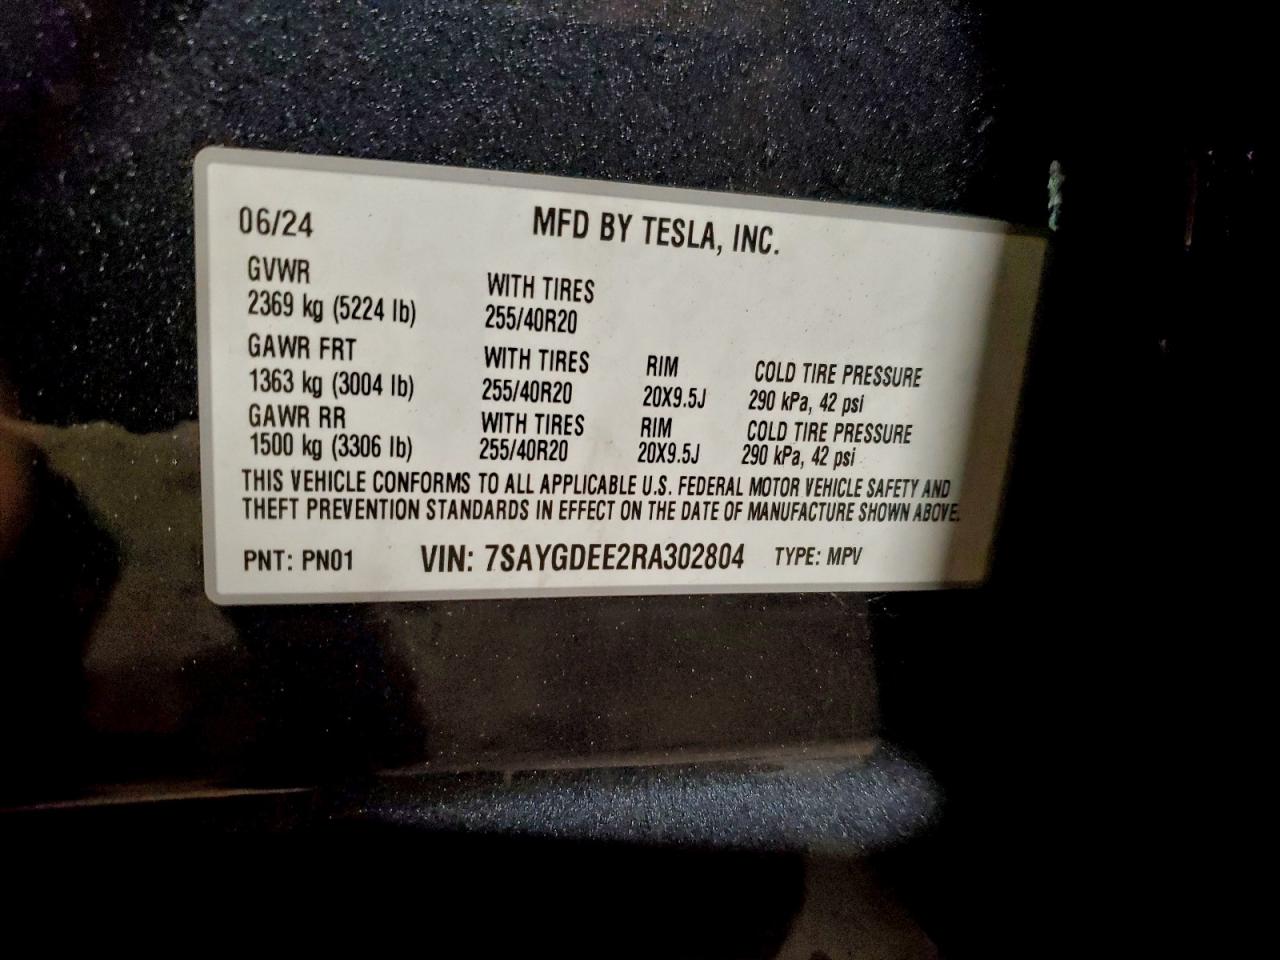 06/24 MFD BY TESLA, INC.
GVWR WITH TIRES
2369 kg (5224 lb) 255/40R20
GAWR FRT WITH TIRES RIM COLD TIRE PRESSURE
1363 kg (3004 lb) 255/40R20 20X9.5J 290 kPa, 42 psi
GAWR RR WITH TIRES RIM COLD TIRE PRESSURE
1500 kg (3306 lb) 255/40R20 20X9.5J 290 kPa, 42 psi
THIS VEHICLE CONFORMS TO ALL APPLICABLE U.S. FEDERAL MOTOR VEHICLE SAFETY AND
THEFT PREVENTION STANDARDS IN EFFECT ON THE DATE OF MANUFACTURE SHOWN ABOVE.
PNT: PN01 VIN: 7SAYGDEE2RA302804 TYPE: MPV